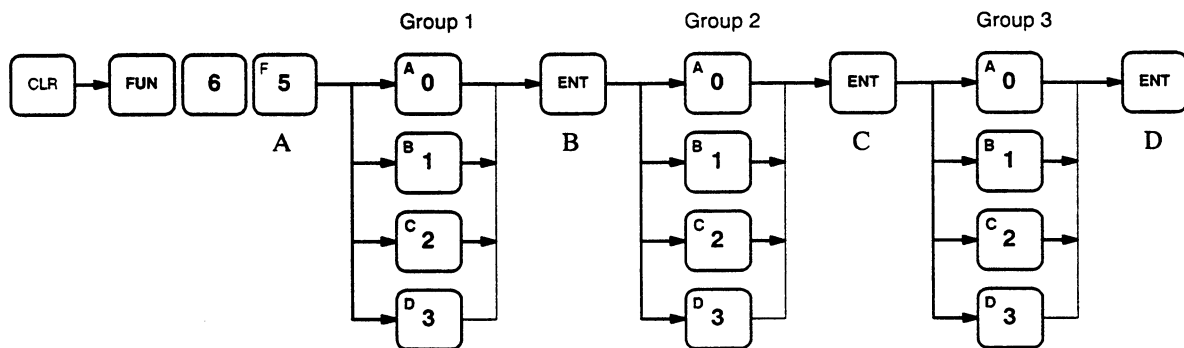 Group 1 Group 2 Group 3
CLR FUN 6 F 5 A 0 ENT A 0 ENT A 0 ENT
A B C D
B 1 B 1 B 1
C 2 C 2 C 2
D 3 D 3 D 3